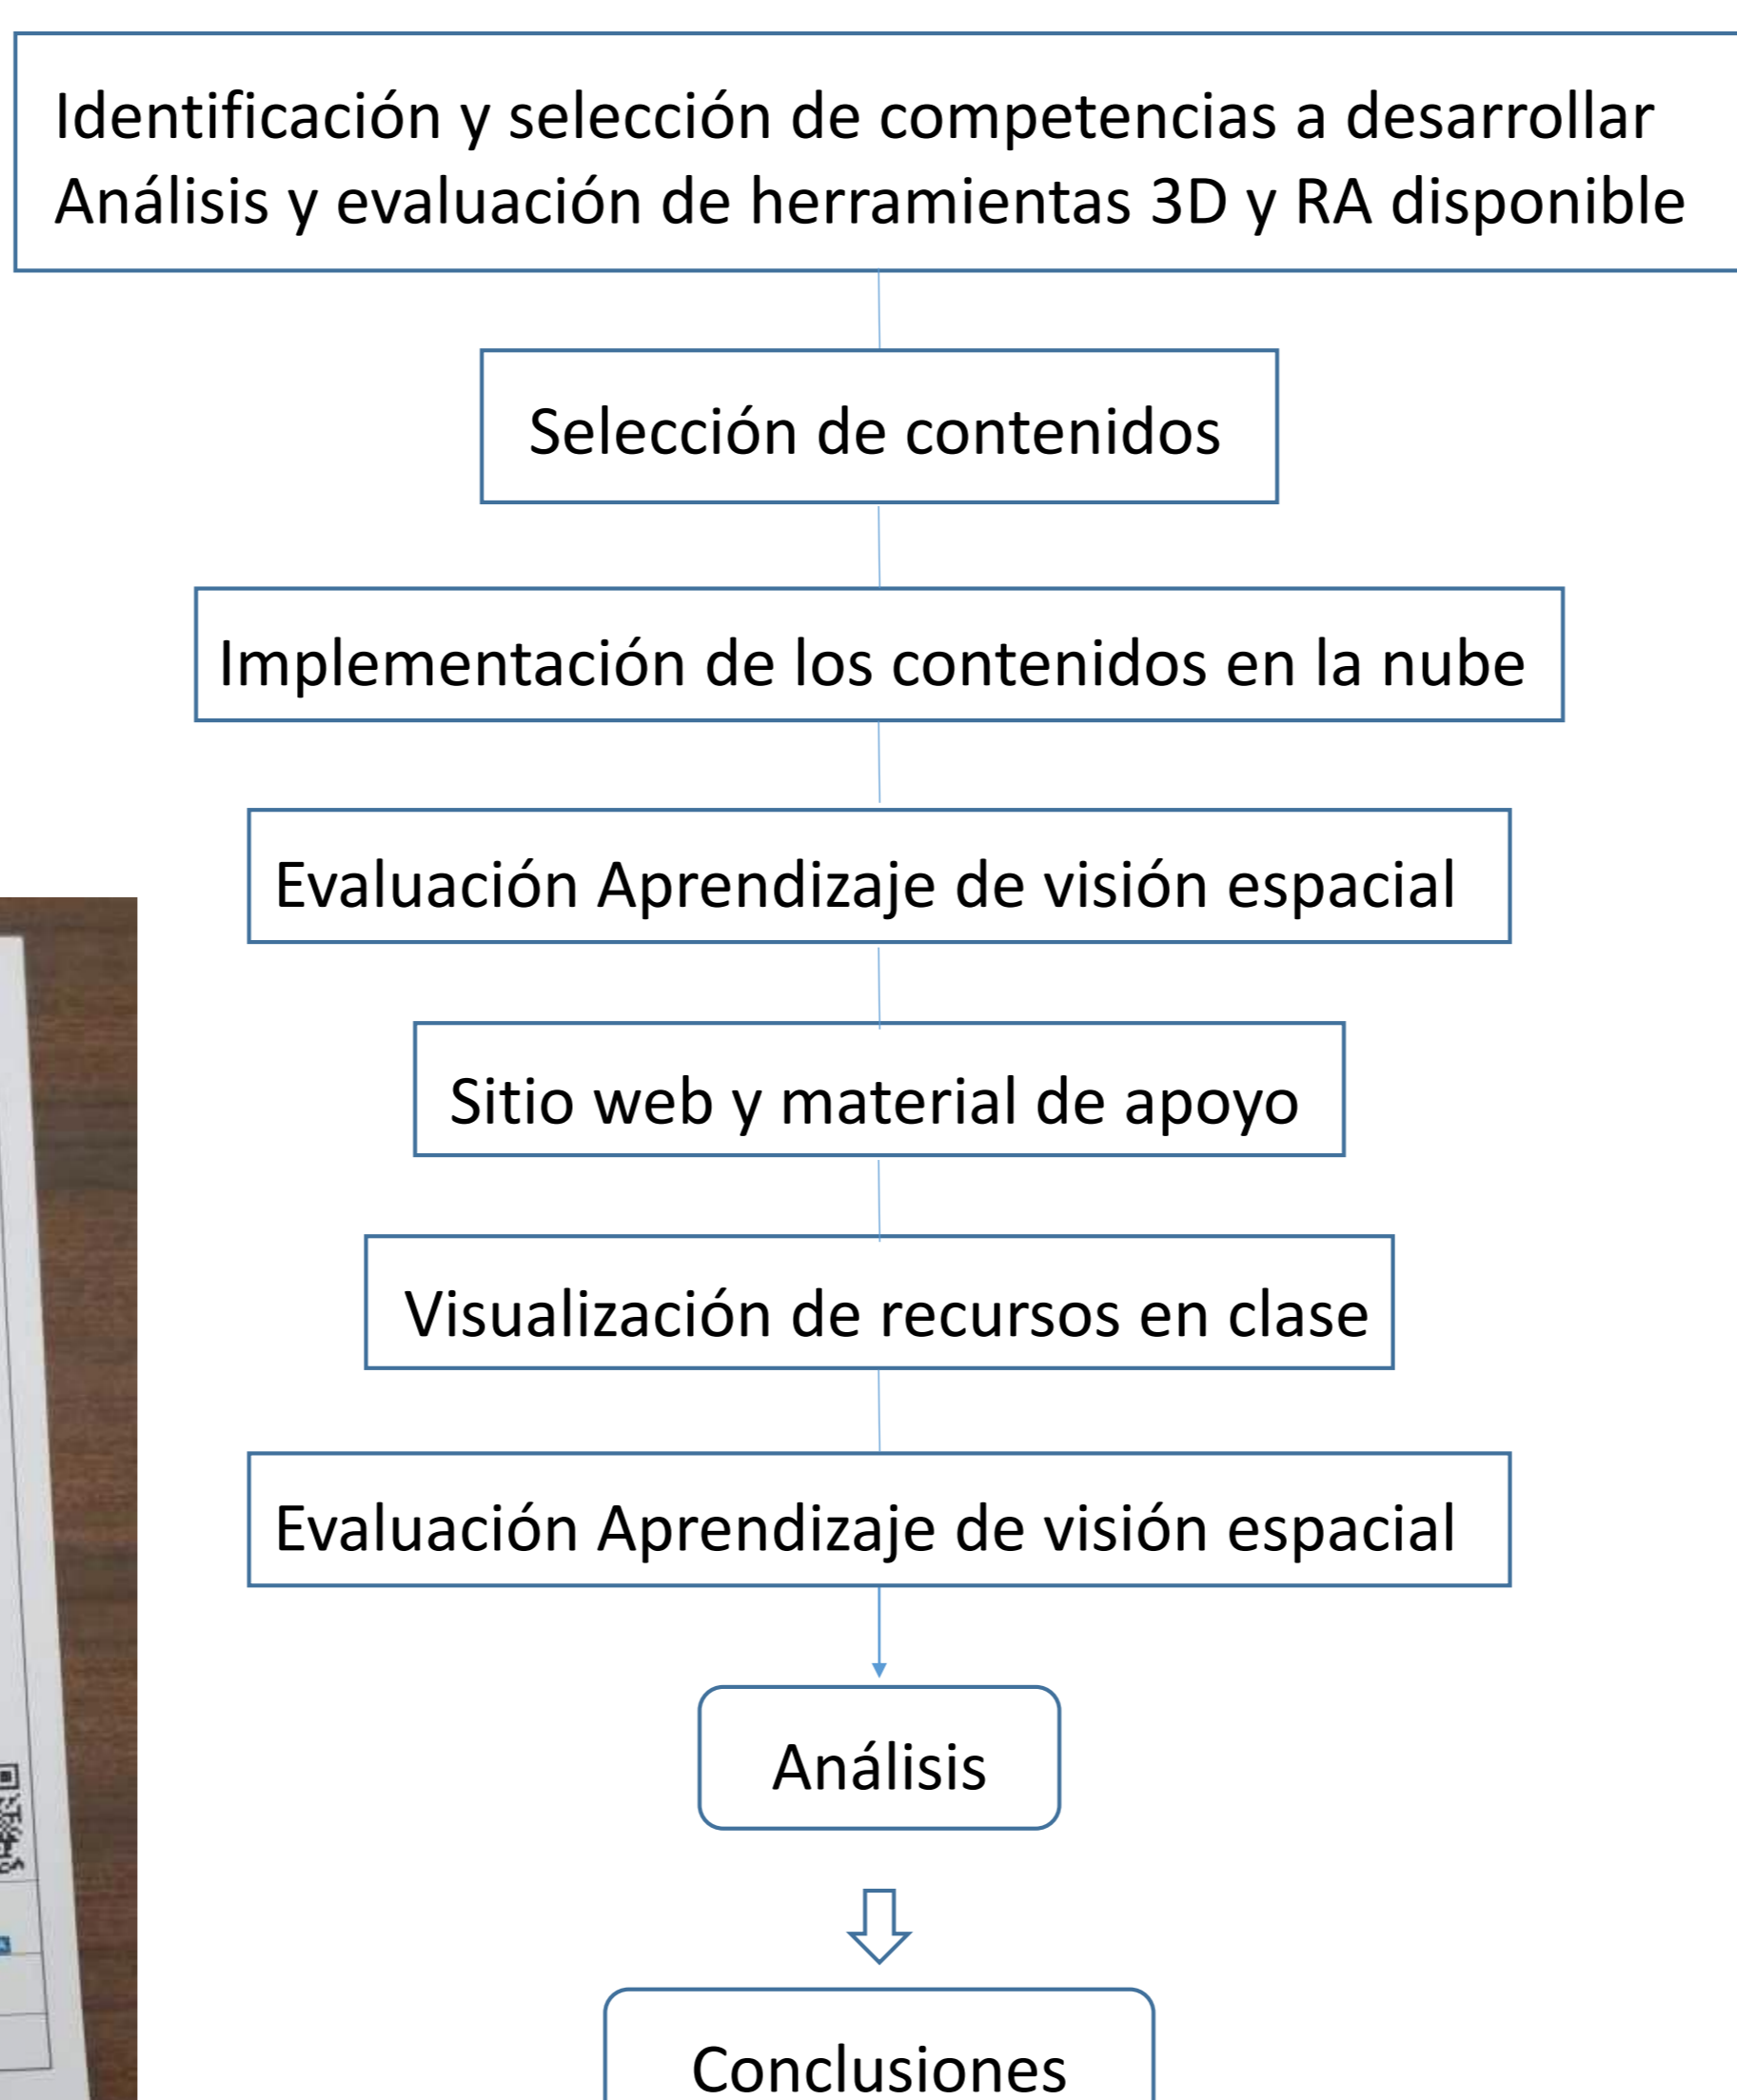 Identificación y selección de competencias a desarrollar
Análisis y evaluación de herramientas 3D y RA disponible
Selección de contenidos
Implementación de los contenidos en la nube
Evaluación Aprendizaje de visión espacial
Sitio web y material de apoyo
Visualización de recursos en clase
Evaluación Aprendizaje de visión espacial
Análisis
Conclusiones